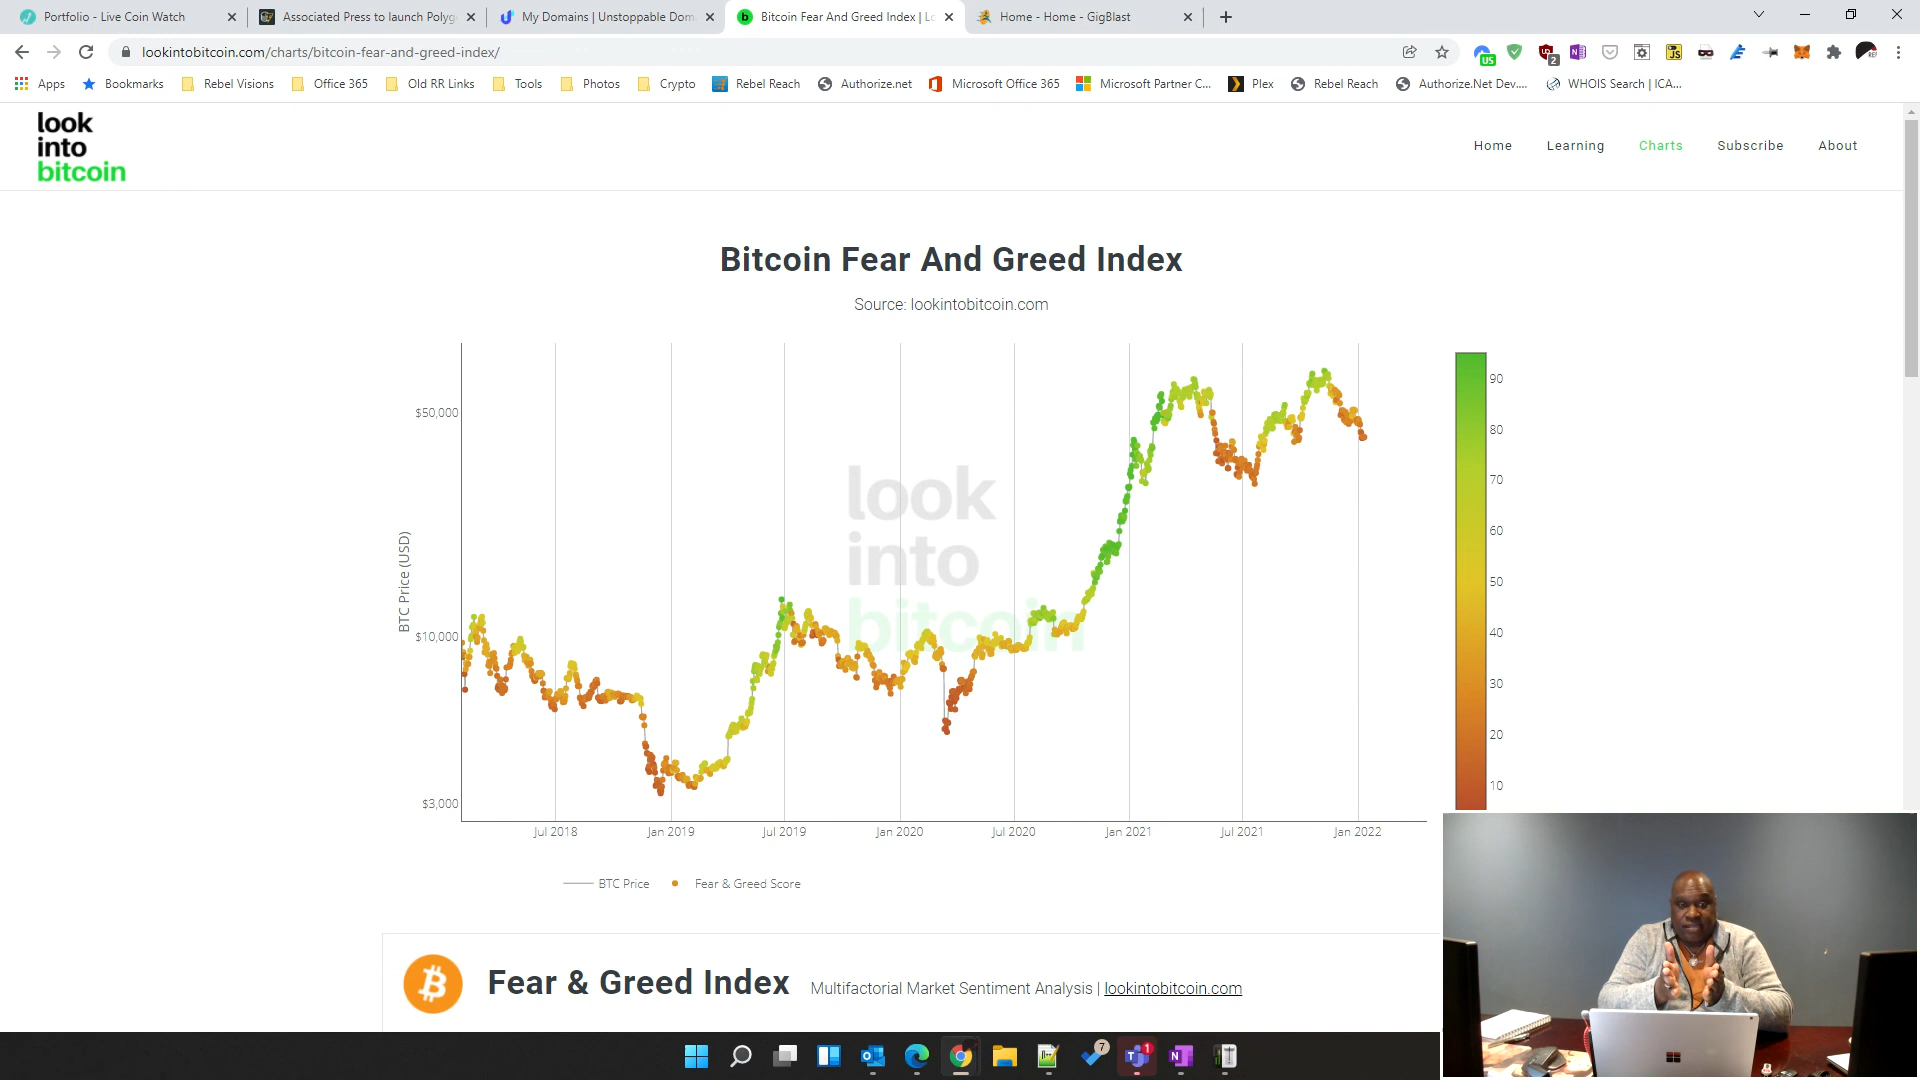 Portfolio - Live Coin Watch
Associated Press to launch Polyg
My Domains | Unstoppable Dom
Bitcoin Fear And Greed Index | Lo
Home - Home - GigBlast
lookintobitcoin.com/charts/bitcoin-fear-and-greed-index/
US
2
JS
Apps
Bookmarks
Rebel Visions
Office 365
Old RR Links
Tools
Photos
Crypto
Rebel Reach
Authorize.net
Microsoft Office 365
Microsoft Partner C...
Plex
Rebel Reach
Authorize.Net Dev....
WHOIS Search | ICA...
look
into
bitcoin
Home
Learning
Charts
Subscribe
About
Bitcoin Fear And Greed Index
Source: lookintobitcoin.com
BTC Price (USD)
$50,000
$10,000
$3,000
look
into
bitcoin
90
80
70
60
50
40
30
20
10
Jul 2018
Jan 2019
Jul 2019
Jan 2020
Jul 2020
Jan 2021
Jul 2021
Jan 2022
BTC Price
Fear & Greed Score
Fear & Greed Index
Multifactorial Market Sentiment Analysis | lookintobitcoin.com
7
1